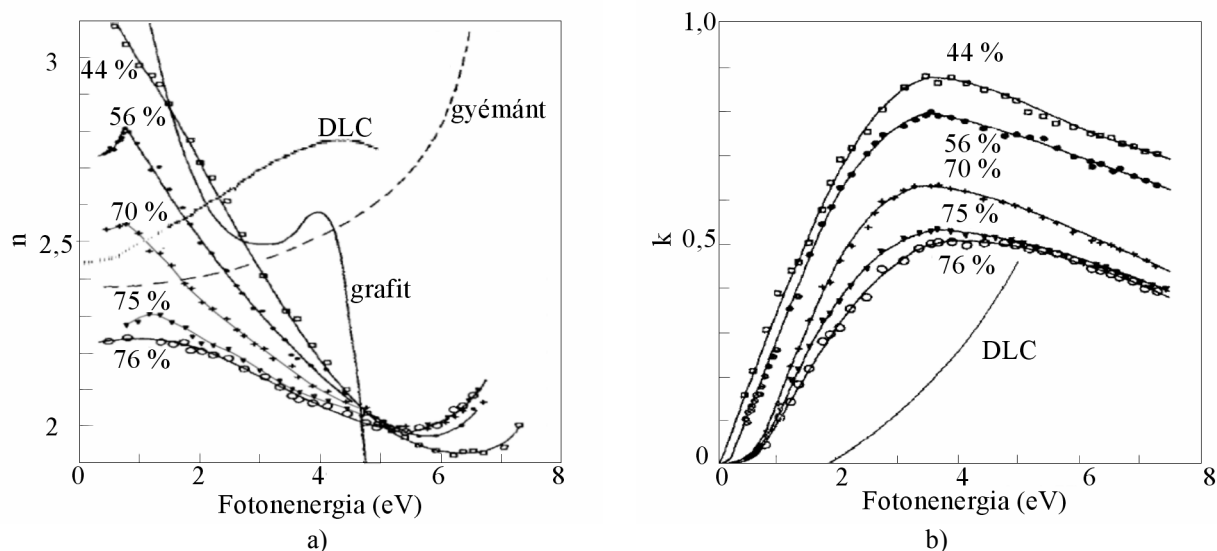 3
44 %
56 %
DLC
gyémánt
n
70 %
2,5
75 %
grafit
76 %
2
0
2
4
6
8
Fotonenergia (eV)
a)
1,0
44 %
56 %
70 %
k
0,5
75 %
76 %
DLC
0
0
2
4
6
8
Fotonenergia (eV)
b)